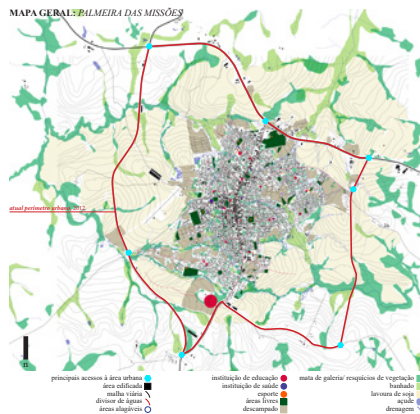 MAPA GERAL: PALMEIRA DAS MISSÕES
atual perímetro urbano, 2012
principais acessos à área urbana
área edificada
malha viária
divisor de águas
áreas alagáveis
instituição de educação
instituição de saúde
esporte
áreas livres
descampado
mata de galeria/ resquícios de vegetação
banhado
lavoura de soja
açude
drenagem